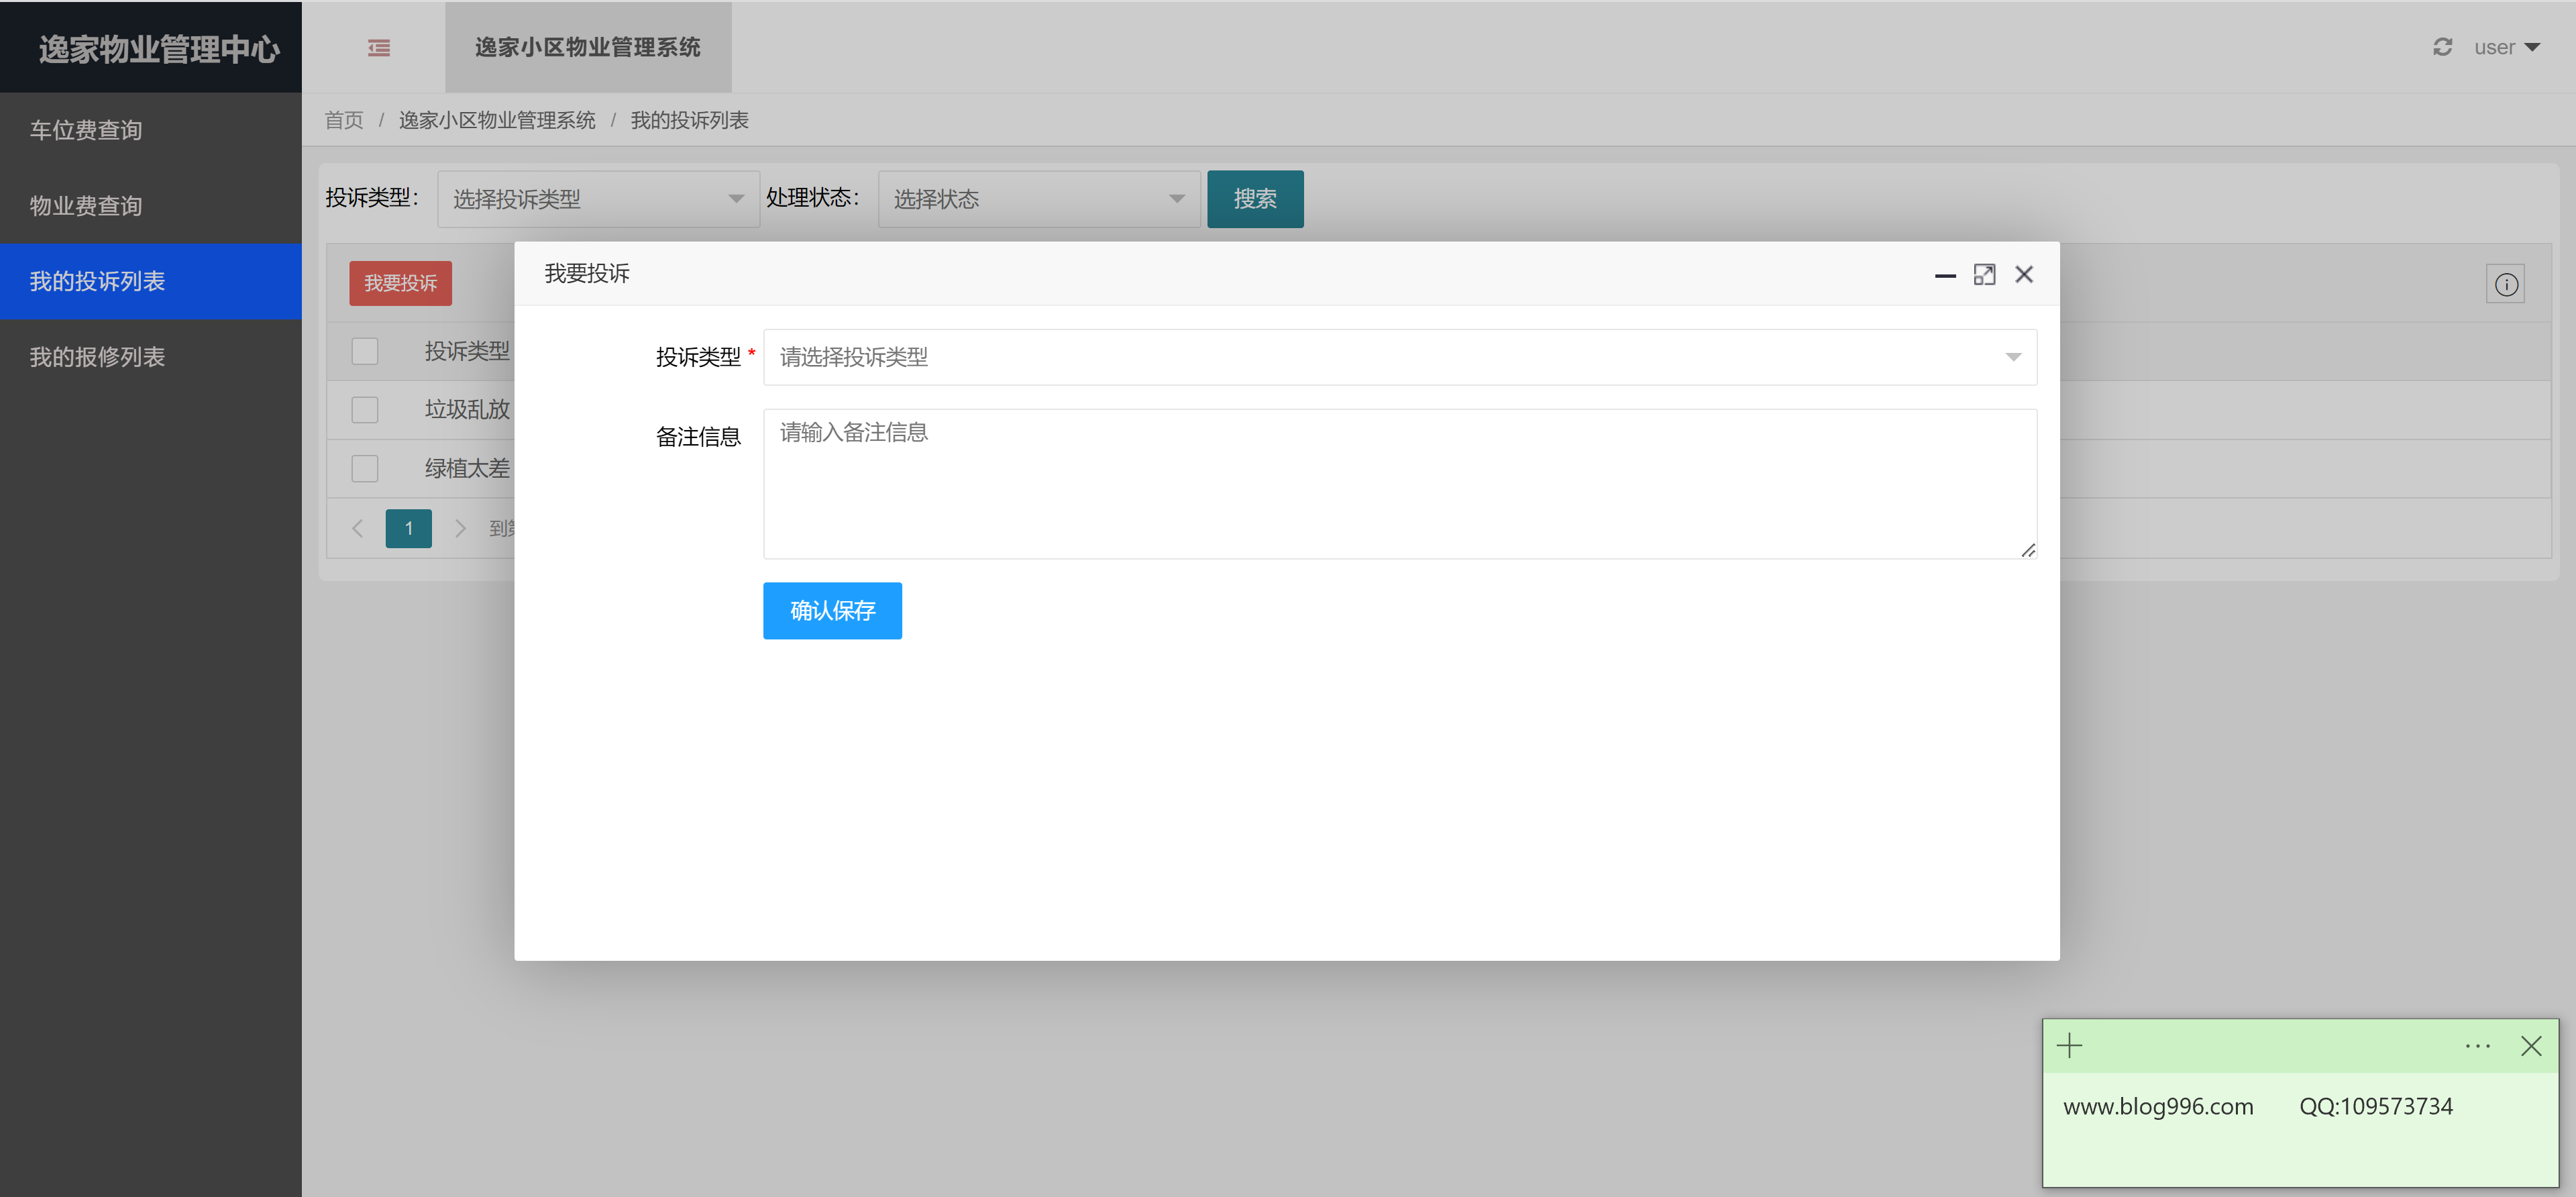 逸家物业管理中心
逸家小区物业管理系统
user
车位费查询
物业费查询
我的投诉列表
我的报修列表
首页 / 逸家小区物业管理系统 / 我的投诉列表
投诉类型： 选择投诉类型 处理状态： 选择状态 搜索
我要投诉
投诉类型
垃圾乱放
绿植太差
1 到第
我要投诉
投诉类型 * 请选择投诉类型
备注信息 请输入备注信息
确认保存
www.blog996.com QQ:109573734